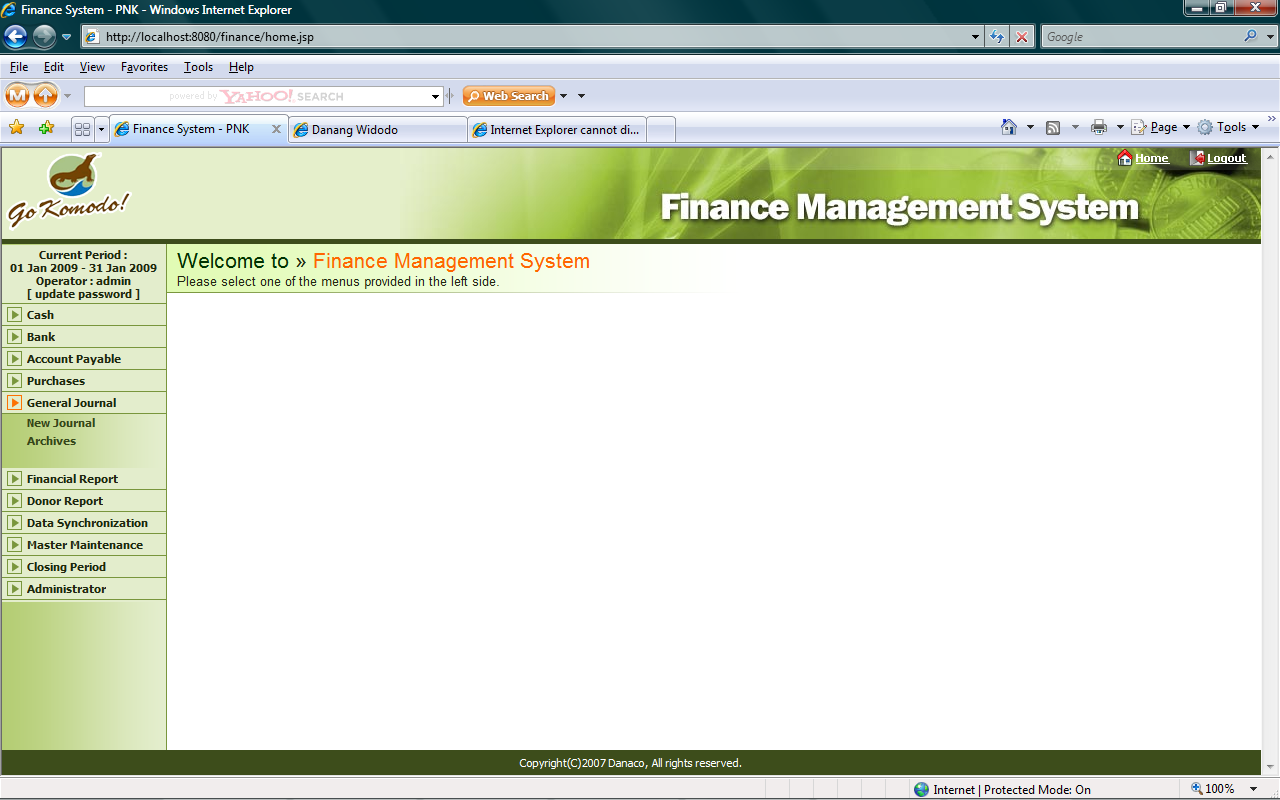 Finance System - PNK - Windows Internet Explorer
http://localhost:8080/finance/home.jsp
Google
File Edit View Favorites Tools Help
M powered by YAHOO! SEARCH Web Search
Finance System - PNK Danang Widodo Internet Explorer cannot di... Page Tools
Home Logout
Go Komodo!
Finance Management System
Current Period :
01 Jan 2009 - 31 Jan 2009
Operator : admin
[ update password ]
Welcome to » Finance Management System
Please select one of the menus provided in the left side.
Cash
Bank
Account Payable
Purchases
General Journal
New Journal
Archives
Financial Report
Donor Report
Data Synchronization
Master Maintenance
Closing Period
Administrator
Copyright(C)2007 Danaco, All rights reserved.
Internet | Protected Mode: On 100%